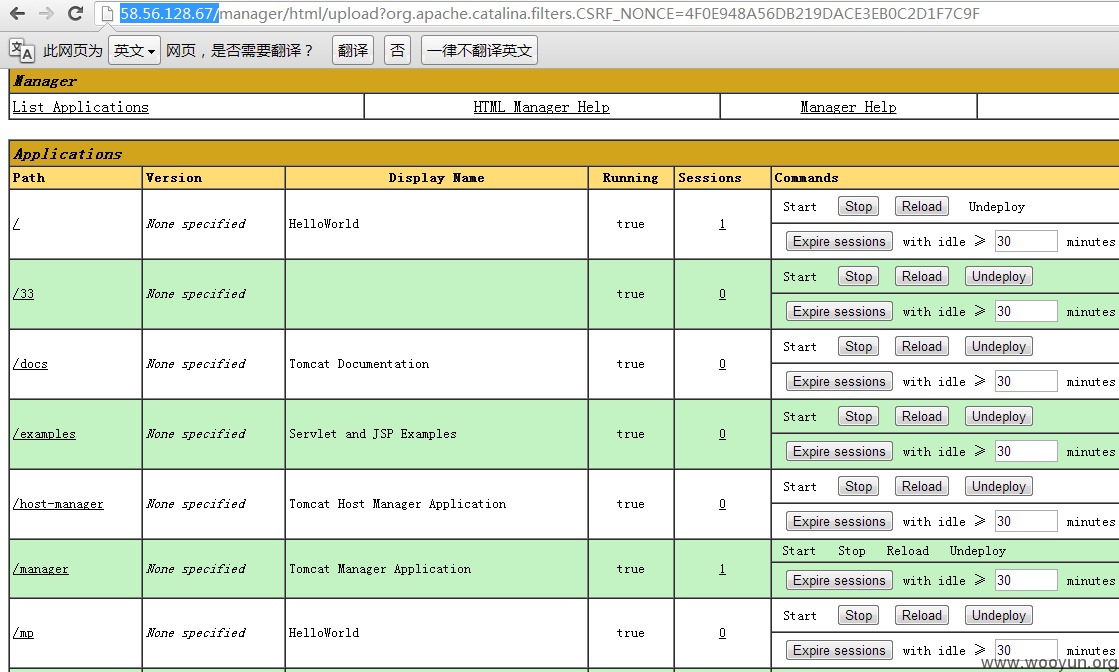 58.56.128.67/manager/html/upload?org.apache.catalina.filters.CSRF_NONCE=4F0E948A56DB219DACE3EB0C2D1F7C9F
此网页为 英文 网页，是否需要翻译？ 翻译 否 一律不翻译英文
Manager
List Applications HTML Manager Help Manager Help
Applications
Path Version Display Name Running Sessions Commands
/ None specified HelloWorld true 1 Start Stop Reload Undeploy
Expire sessions with idle ≥ 30 minutes
/33 None specified true 0 Start Stop Reload Undeploy
Expire sessions with idle ≥ 30 minutes
/docs None specified Tomcat Documentation true 0 Start Stop Reload Undeploy
Expire sessions with idle ≥ 30 minutes
/examples None specified Servlet and JSP Examples true 0 Start Stop Reload Undeploy
Expire sessions with idle ≥ 30 minutes
/host-manager None specified Tomcat Host Manager Application true 0 Start Stop Reload Undeploy
Expire sessions with idle ≥ 30 minutes
/manager None specified Tomcat Manager Application true 1 Start Stop Reload Undeploy
Expire sessions with idle ≥ 30 minutes
/mp None specified HelloWorld true 0 Start Stop Reload Undeploy
Expire sessions with idle ≥ 30 minutes
www.wooyun.org